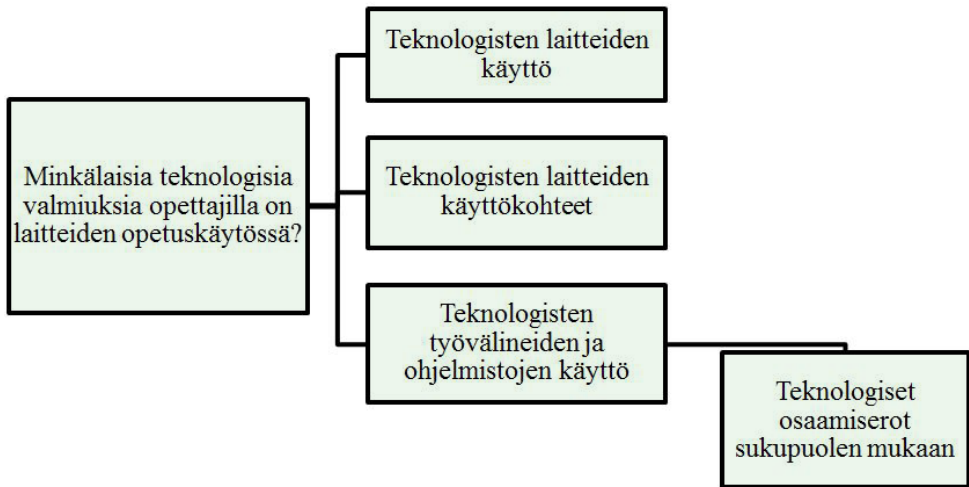 Minkälaisia teknologisia
valmiuksia opettajilla on
laitteiden opetuskäytössä?
Teknologisten laitteiden
käyttö
Teknologisten laitteiden
käyttökohteet
Teknologisten
työvälineiden ja
ohjelmistojen käyttö
Teknologiset
osaamiserot
sukupuolen mukaan